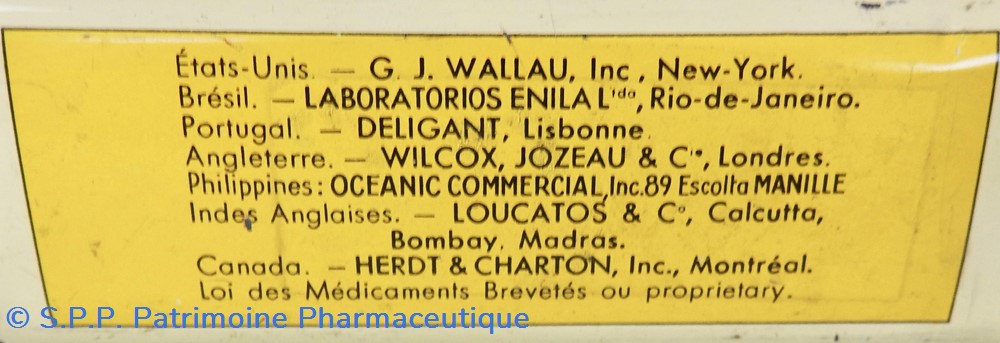 États-Unis. — G. J. WALLAU, Inc., New-York.
Brésil. — LABORATORIOS ENILA Lᵗᵈᵃ, Rio-de-Janeiro.
Portugal. — DELIGANT, Lisbonne.
Angleterre. — WILCOX, JOZEAU & Cⁱᵉ, Londres.
Philippines: OCEANIC COMMERCIAL, Inc. 89 Escolta MANILLE
Indes Anglaises. — LOUCATOS & Cº, Calcutta,
Bombay, Madras.
Canada. — HERDT & CHARTON, Inc., Montréal.
Loi des Médicaments Brevetés ou proprietary.
© S.P.P. Patrimoine Pharmaceutique